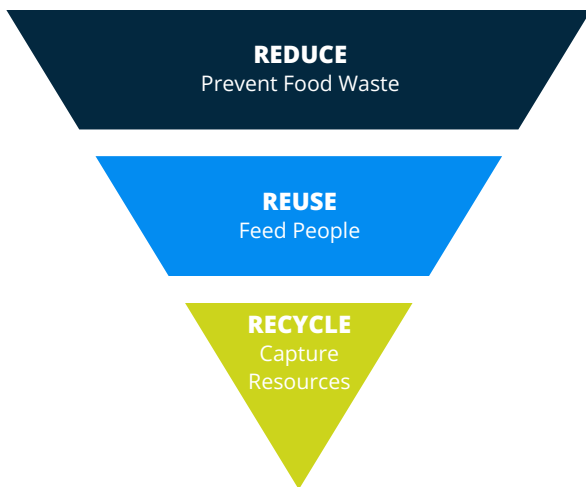 REDUCE
Prevent Food Waste
REUSE
Feed People
RECYCLE
Capture
Resources